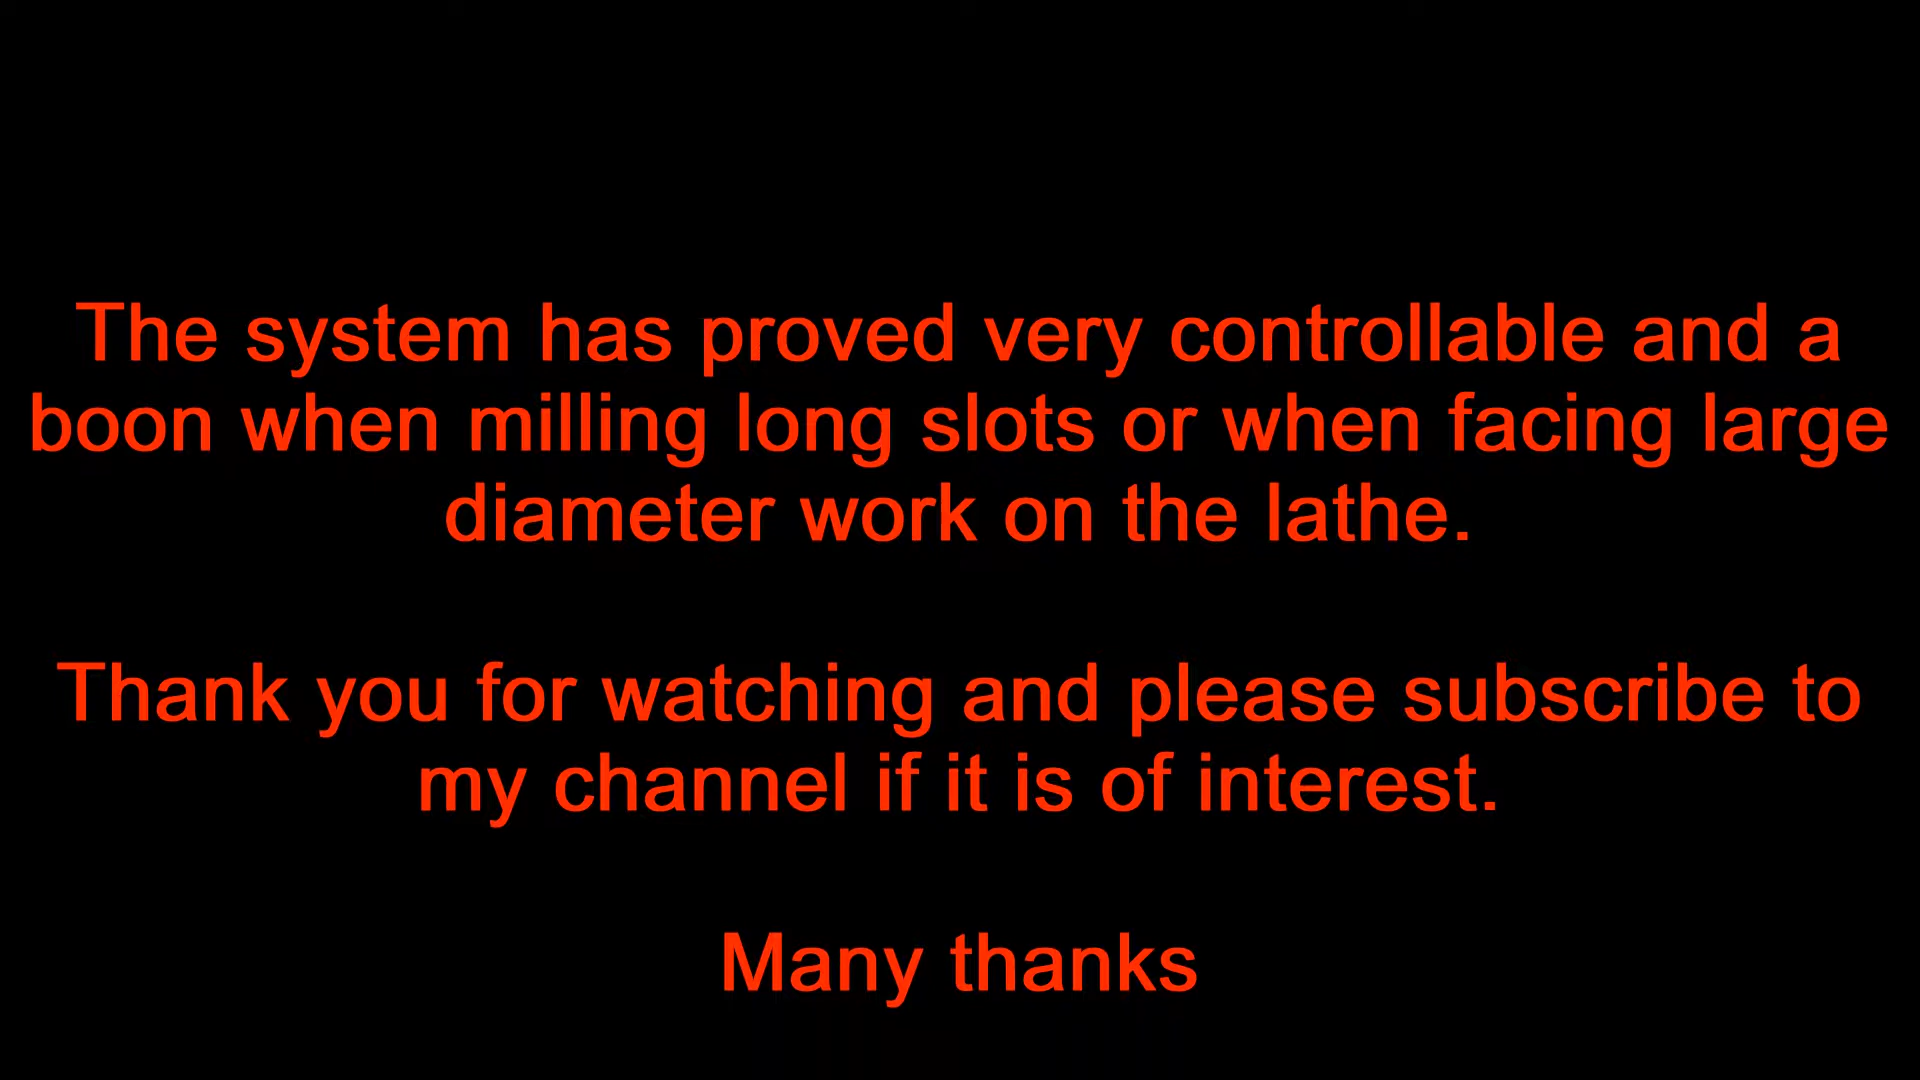 The system has proved very controllable and a
boon when milling long slots or when facing large
diameter work on the lathe.
Thank you for watching and please subscribe to
my channel if it is of interest.
Many thanks